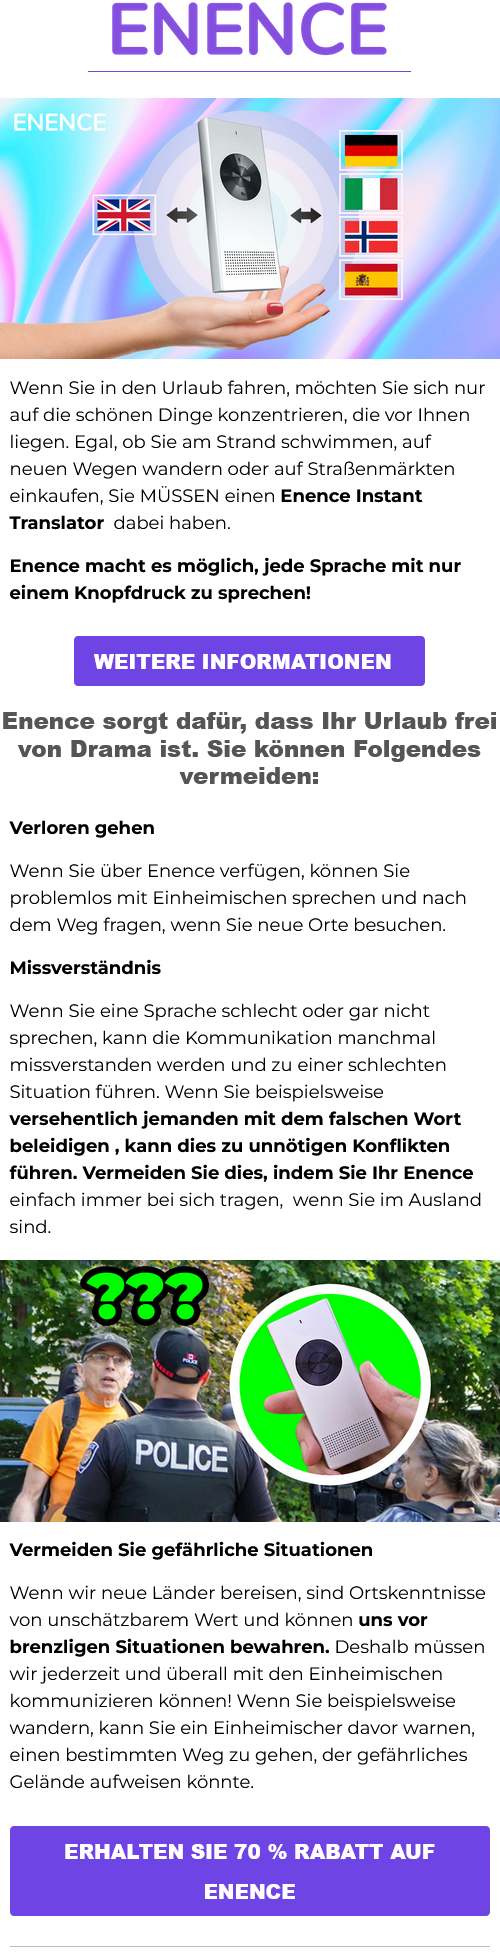 ENENCE
ENENCE
Wenn Sie in den Urlaub fahren, möchten Sie sich nur
auf die schönen Dinge konzentrieren, die vor Ihnen
liegen. Egal, ob Sie am Strand schwimmen, auf
neuen Wegen wandern oder auf Straßenmärkten
einkaufen, Sie MÜSSEN einen Enence Instant
Translator dabei haben.
Enence macht es möglich, jede Sprache mit nur
einem Knopfdruck zu sprechen!
WEITERE INFORMATIONEN
Enence sorgt dafür, dass Ihr Urlaub frei
von Drama ist. Sie können Folgendes
vermeiden:
Verloren gehen
Wenn Sie über Enence verfügen, können Sie
problemlos mit Einheimischen sprechen und nach
dem Weg fragen, wenn Sie neue Orte besuchen.
Missverständnis
Wenn Sie eine Sprache schlecht oder gar nicht
sprechen, kann die Kommunikation manchmal
missverstanden werden und zu einer schlechten
Situation führen. Wenn Sie beispielsweise
versehentlich jemanden mit dem falschen Wort
beleidigen , kann dies zu unnötigen Konflikten
führen. Vermeiden Sie dies, indem Sie Ihr Enence
einfach immer bei sich tragen, wenn Sie im Ausland
sind.
???
POLICE
POLICE
Vermeiden Sie gefährliche Situationen
Wenn wir neue Länder bereisen, sind Ortskenntnisse
von unschätzbarem Wert und können uns vor
brenzligen Situationen bewahren. Deshalb müssen
wir jederzeit und überall mit den Einheimischen
kommunizieren können! Wenn Sie beispielsweise
wandern, kann Sie ein Einheimischer davor warnen,
einen bestimmten Weg zu gehen, der gefährliches
Gelände aufweisen könnte.
ERHALTEN SIE 70 % RABATT AUF
ENENCE